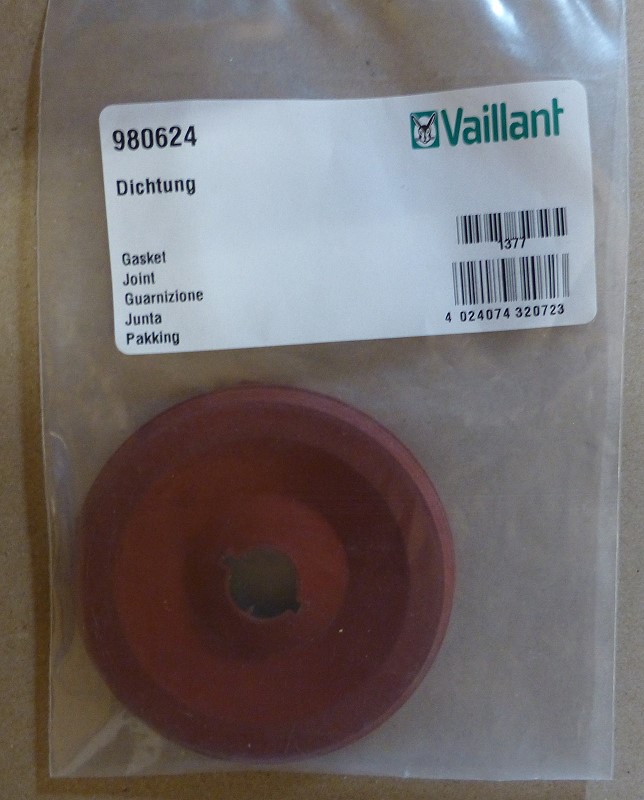 980624
Vaillant
Dichtung
1377
Gasket
Joint
Guarnizione
Junta
Pakking
4 024074 320723